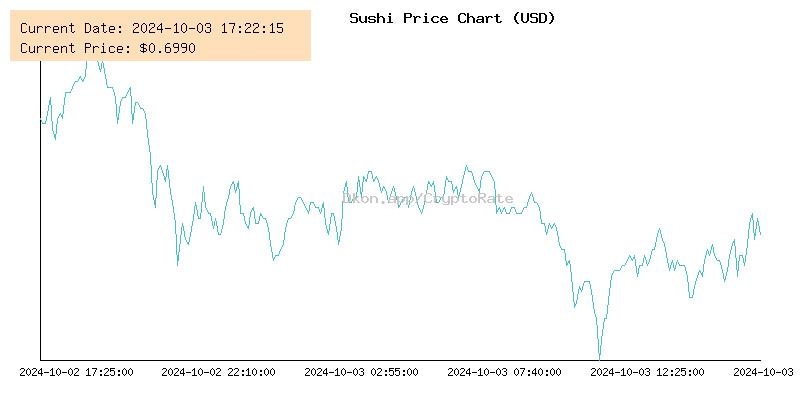 Sushi Price Chart (USD)
Current Date: 2024-10-03 17:22:15
Current Price: $0.6990
Dkon.app/CryptoRate
2024-10-02 17:25:00 2024-10-02 22:10:00 2024-10-03 02:55:00 2024-10-03 07:40:00 2024-10-03 12:25:00 2024-10-03